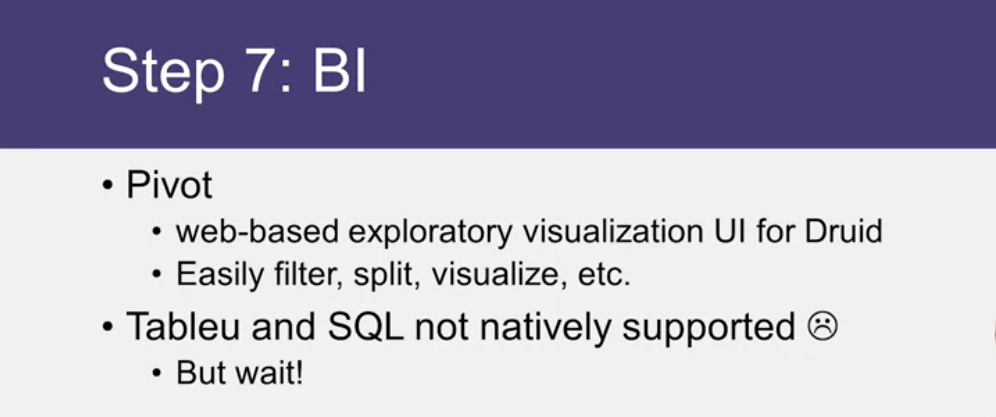 Step 7: BI
• Pivot
• web-based exploratory visualization UI for Druid
• Easily filter, split, visualize, etc.
• Tableu and SQL not natively supported ☹
• But wait!